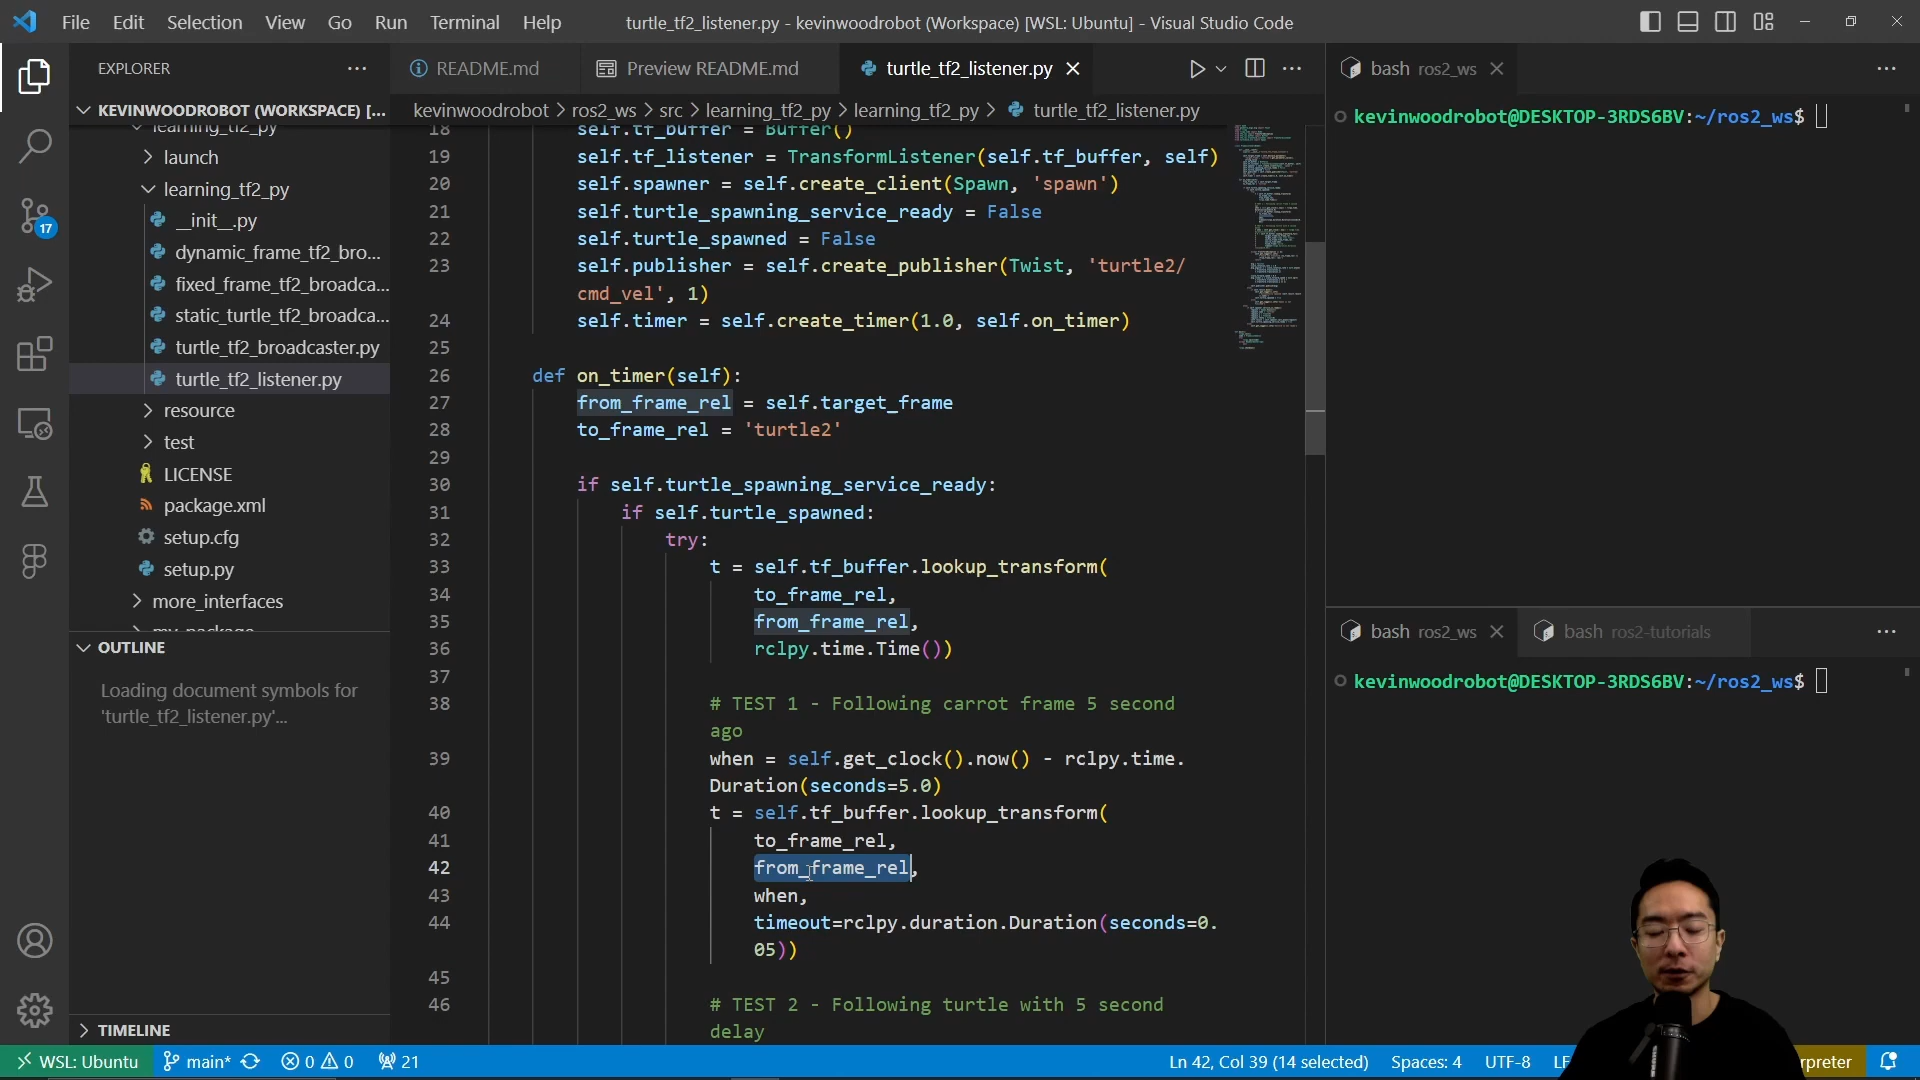 File Edit Selection View Go Run Terminal Help turtle_tf2_listener.py - kevinwoodrobot (Workspace) [WSL: Ubuntu] - Visual Studio Code
EXPLORER
README.md Preview README.md turtle_tf2_listener.py
KEVINWOODROBOT (WORKSPACE) [...
learning_tf2_py
launch
learning_tf2_py
__init__.py
dynamic_frame_tf2_bro...
fixed_frame_tf2_broadca...
static_turtle_tf2_broadca...
turtle_tf2_broadcaster.py
turtle_tf2_listener.py
resource
test
LICENSE
package.xml
setup.cfg
setup.py
more_interfaces
my_package
17
OUTLINE
Loading document symbols for
'turtle_tf2_listener.py'...
TIMELINE
kevinwoodrobot > ros2_ws > src > learning_tf2_py > learning_tf2_py > turtle_tf2_listener.py
18 self.tf_buffer = Buffer()
19 self.tf_listener = TransformListener(self.tf_buffer, self)
20 self.spawner = self.create_client(Spawn, 'spawn')
21 self.turtle_spawning_service_ready = False
22 self.turtle_spawned = False
23 self.publisher = self.create_publisher(Twist, 'turtle2/
cmd_vel', 1)
24 self.timer = self.create_timer(1.0, self.on_timer)
25
26 def on_timer(self):
27 from_frame_rel = self.target_frame
28 to_frame_rel = 'turtle2'
29
30 if self.turtle_spawning_service_ready:
31 if self.turtle_spawned:
32 try:
33 t = self.tf_buffer.lookup_transform(
34 to_frame_rel,
35 from_frame_rel,
36 rclpy.time.Time())
37
38 # TEST 1 - Following carrot frame 5 second
ago
39 when = self.get_clock().now() - rclpy.time.
Duration(seconds=5.0)
40 t = self.tf_buffer.lookup_transform(
41 to_frame_rel,
42 from_frame_rel,
43 when,
44 timeout=rclpy.duration.Duration(seconds=0.
05))
45
46 # TEST 2 - Following turtle with 5 second
delay
bash ros2_ws
kevinwoodrobot@DESKTOP-3RDS6BV:~/ros2_ws$
bash ros2_ws bash ros2-tutorials
kevinwoodrobot@DESKTOP-3RDS6BV:~/ros2_ws$
WSL: Ubuntu main* 0 0 21 Ln 42, Col 39 (14 selected) Spaces: 4 UTF-8